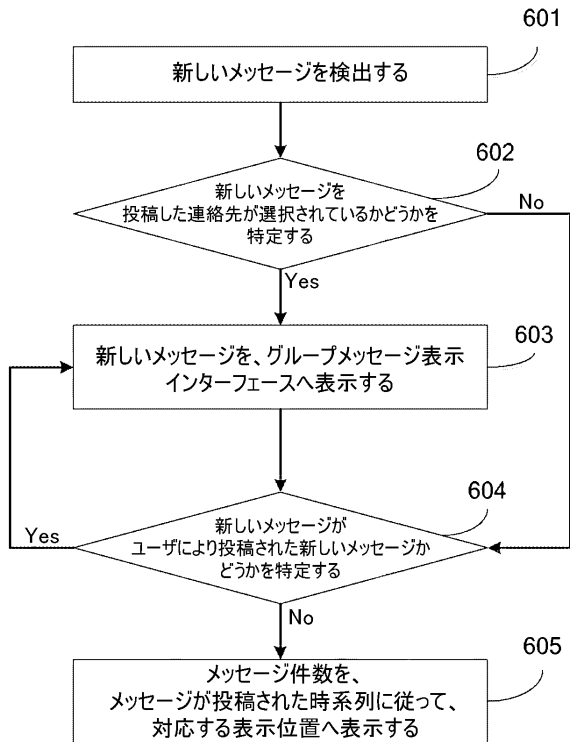 601
新しいメッセージを検出する
602
新しいメッセージを
投稿した連絡先が選択されているかどうかを
特定する
No
Yes
603
新しいメッセージを、グループメッセージ表示
インターフェースへ表示する
604
新しいメッセージが
ユーザにより投稿された新しいメッセージか
どうかを特定する
Yes
No
605
メッセージ件数を、
メッセージが投稿された時系列に従って、
対応する表示位置へ表示する